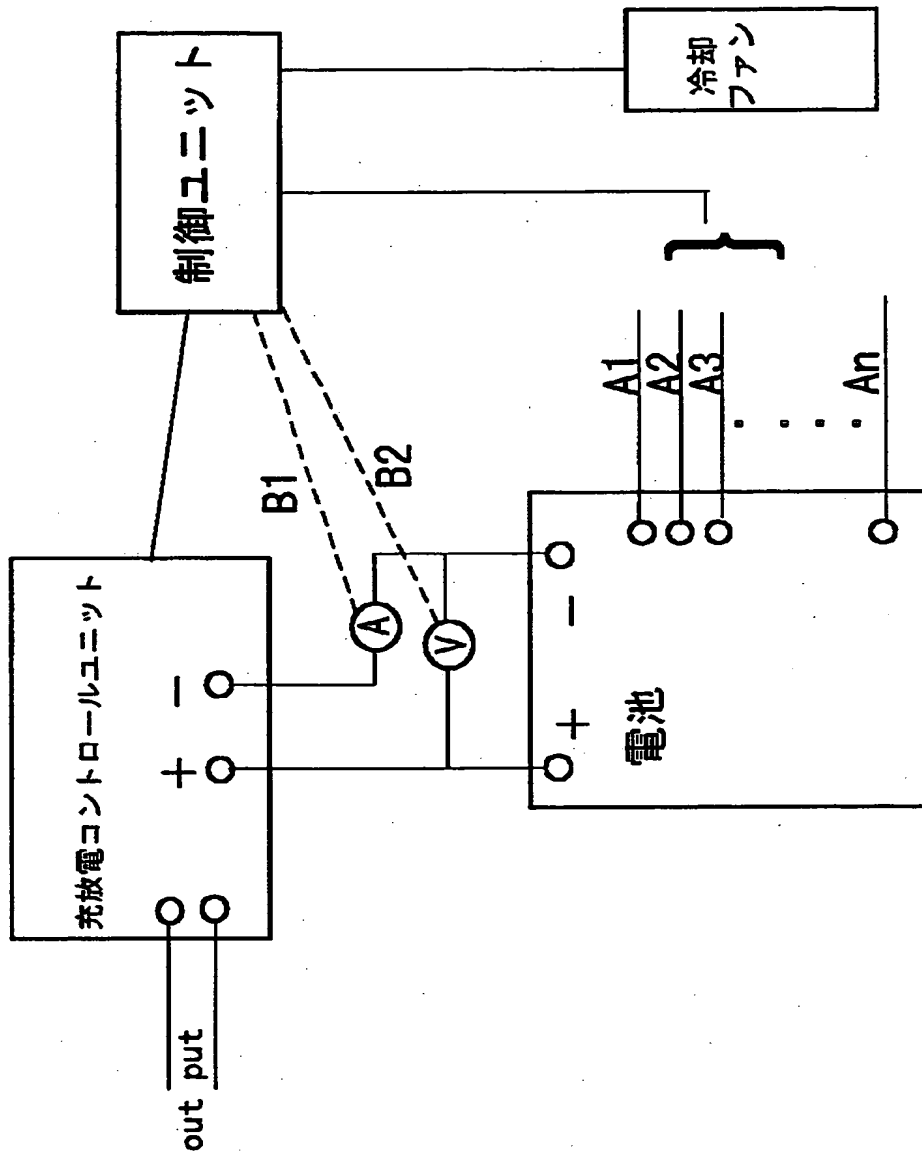 out put
充放電コントロールユニット
+
−
制御ユニット
B1
B2
A
V
電池
+
−
A1
A2
A3
An
冷却
ファン